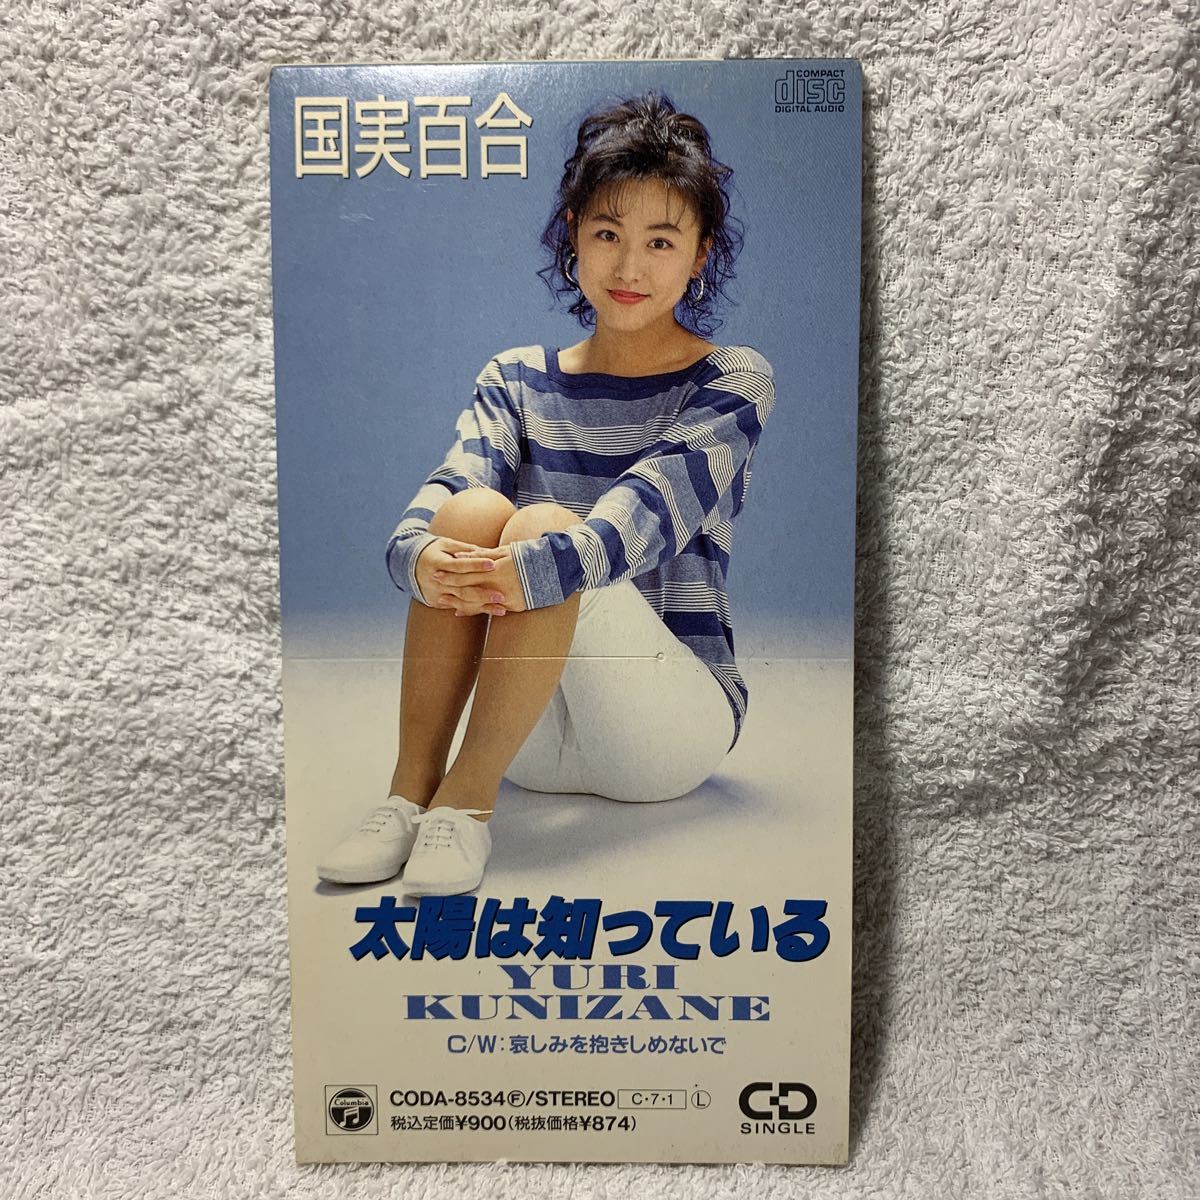 国実百合
COMPACT
disc
DIGITAL AUDIO
太陽は知っている
YURI
KUNIZANE
C/W:哀しみを抱きしめないで
Columbia
CODA-8534Ⓕ/STEREO C・7・1 Ⓛ
税込定価¥900(税抜価格¥874)
CD
SINGLE